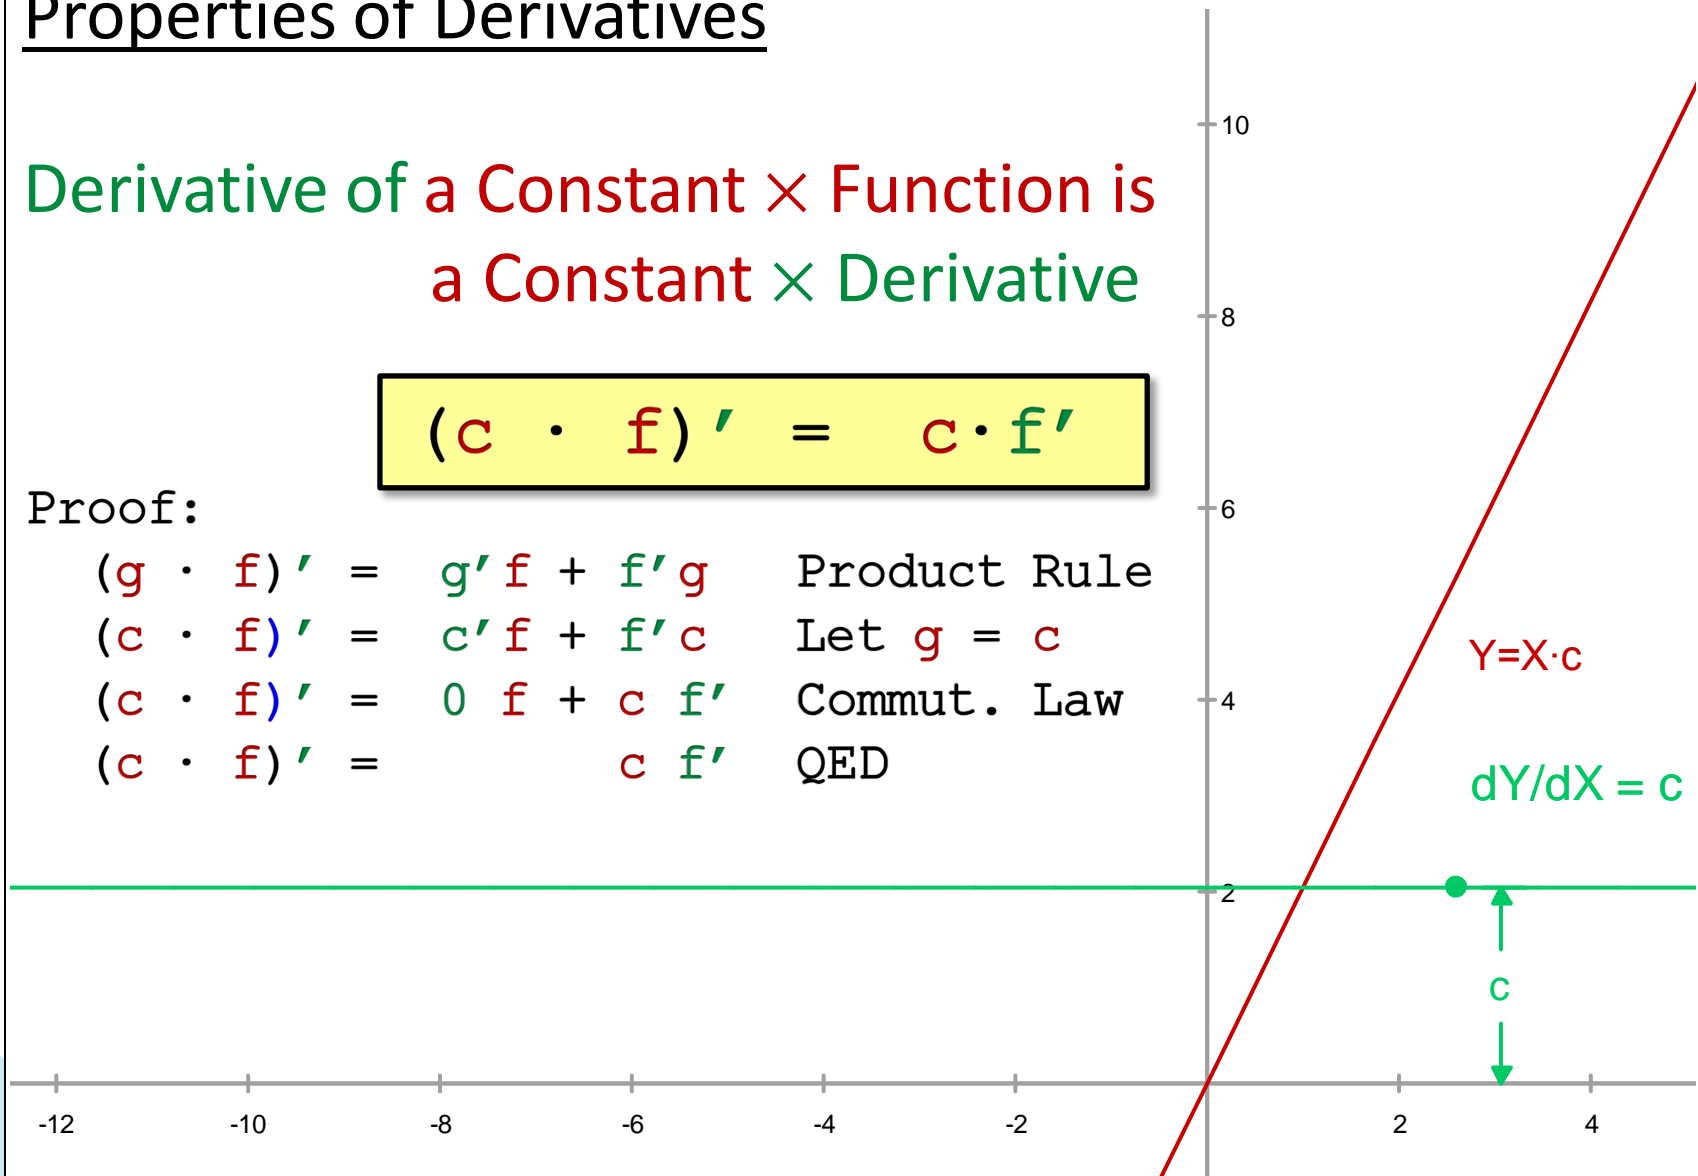 Properties of Derivatives
Derivative of a Constant × Function is
a Constant × Derivative
(c · f)′ = c·f′
Proof:
(g · f)′ = g′f + f′g Product Rule
(c · f)′ = c′f + f′c Let g = c
(c · f)′ = 0 f + c f′ Commut. Law
(c · f)′ = c f′ QED
10
8
6
4
2
Y=X·c
dY/dX = c
c
-12 -10 -8 -6 -4 -2 2 4